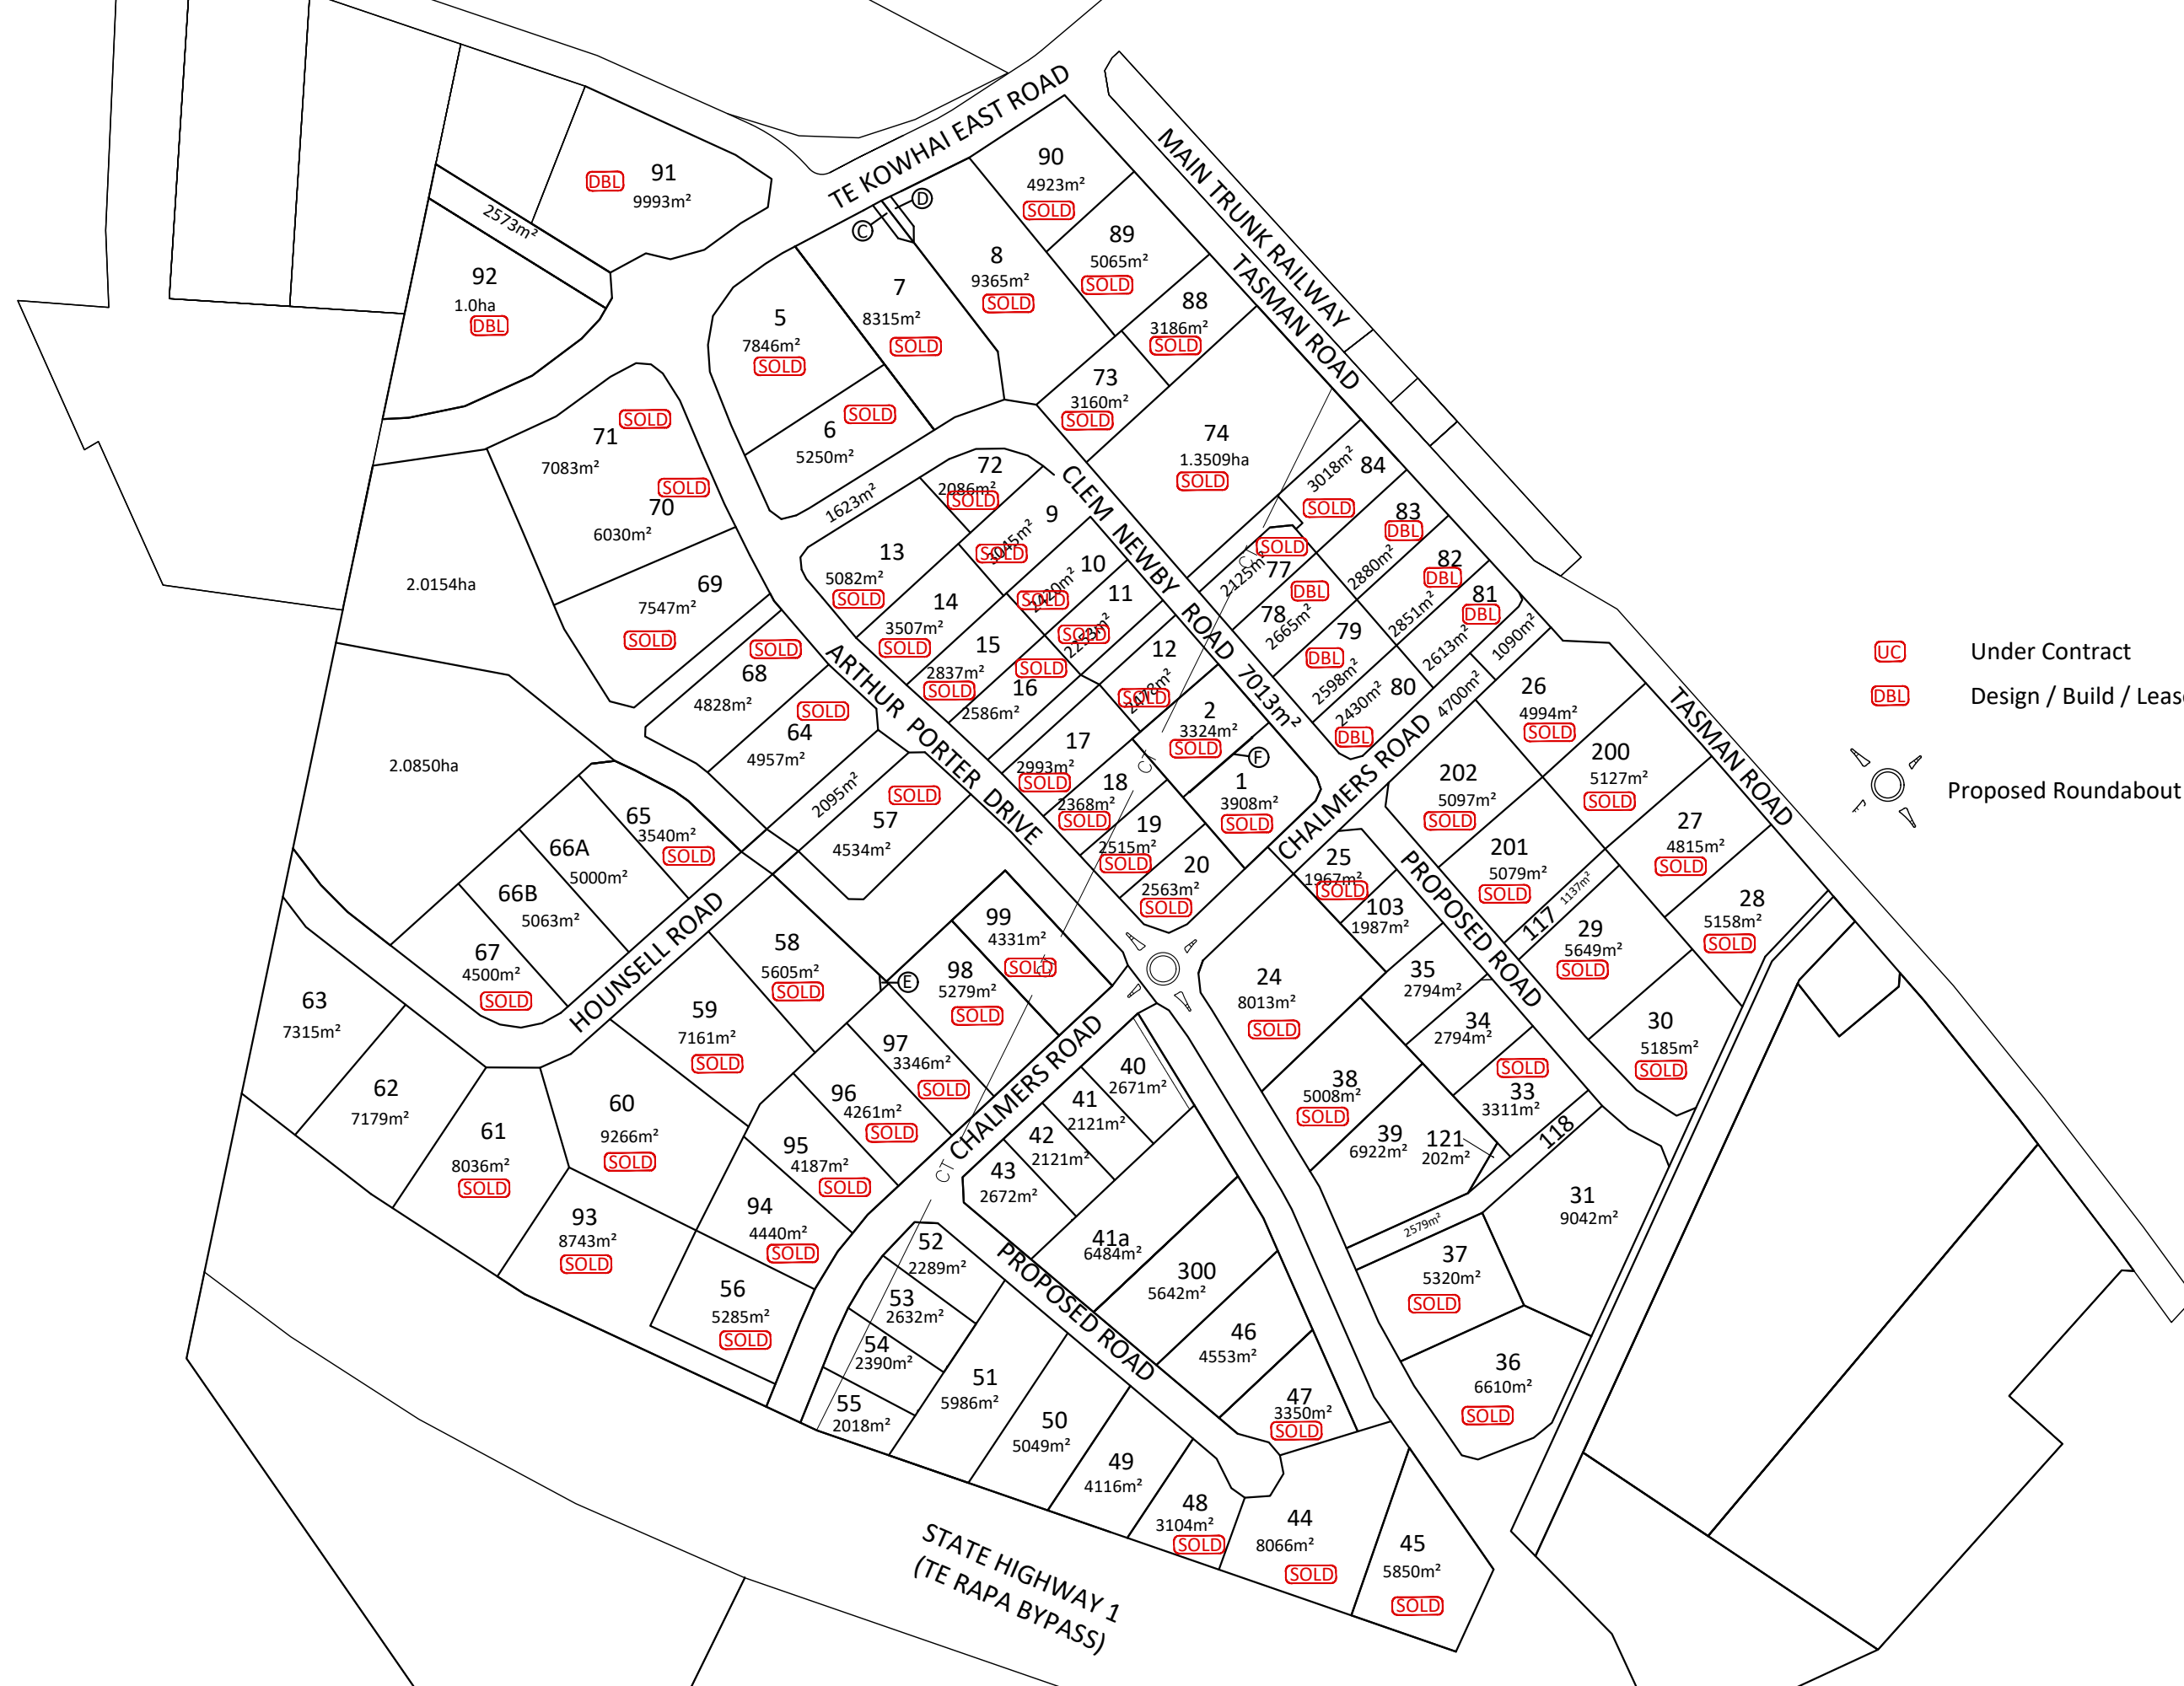 TE KOWHAI EAST ROAD
MAIN TRUNK RAILWAY
TASMAN ROAD
90
4923m²
SOLD
91
DBL
9993m²
2573m²
92
1.0ha
DBL
C
D
89
5065m²
SOLD
8
9365m²
SOLD
7
8315m²
SOLD
5
7846m²
SOLD
6
SOLD
5250m²
88
3186m²
SOLD
73
3160m²
SOLD
74
1.3509ha
SOLD
71
SOLD
7083m²
SOLD
70
6030m²
69
7547m²
SOLD
2.0154ha
2.0850ha
1623m²
72
2086m²
SOLD
CLEM NEWBY ROAD 7013m²
9
SOLD
10
SOLD
11
SOLD
12
SOLD
13
5082m²
SOLD
14
3507m²
SOLD
15
2837m²
SOLD
SOLD
16
2586m²
17
2993m²
SOLD
18
2368m²
SOLD
19
2515m²
SOLD
20
2563m²
SOLD
2
3324m²
SOLD
F
1
3908m²
SOLD
CT
CT
84
3018m²
SOLD
83
DBL
2880m²
82
DBL
2851m²
81
DBL
2613m²
1090m²
SOLD
2125m²
77
DBL
78
2665m²
79
DBL
2598m²
80
2430m²
DBL
4700m²
CHALMERS ROAD
ARTHUR PORTER DRIVE
68
SOLD
4828m²
64
SOLD
4957m²
2095m²
57
SOLD
4534m²
65
3540m²
SOLD
66A
5000m²
66B
5063m²
67
4500m²
SOLD
HOUNSELL ROAD
63
7315m²
62
7179m²
61
8036m²
SOLD
60
9266m²
SOLD
59
7161m²
SOLD
58
5605m²
SOLD
E
93
8743m²
SOLD
99
4331m²
SOLD
CT
98
5279m²
SOLD
97
3346m²
SOLD
96
4261m²
SOLD
95
4187m²
SOLD
94
4440m²
SOLD
56
5285m²
SOLD
CHALMERS ROAD
CT
26
4994m²
SOLD
200
5127m²
SOLD
202
5097m²
SOLD
201
5079m²
SOLD
27
4815m²
SOLD
28
5158m²
SOLD
117
1137m²
29
5649m²
SOLD
30
5185m²
SOLD
TASMAN ROAD
PROPOSED ROAD
25
1967m²
SOLD
103
1987m²
24
8013m²
SOLD
35
2794m²
34
2794m²
SOLD
33
3311m²
38
5008m²
SOLD
39
6922m²
121
202m²
118
2579m²
31
9042m²
37
5320m²
SOLD
36
6610m²
SOLD
40
2671m²
41
2121m²
42
2121m²
43
2672m²
41a
6484m²
300
5642m²
46
4553m²
47
3350m²
SOLD
PROPOSED ROAD
52
2289m²
53
2632m²
54
2390m²
55
2018m²
51
5986m²
50
5049m²
49
4116m²
48
3104m²
SOLD
44
8066m²
SOLD
45
5850m²
SOLD
STATE HIGHWAY 1
(TE RAPA BYPASS)
UC Under Contract
DBL Design / Build / Leas
Proposed Roundabout